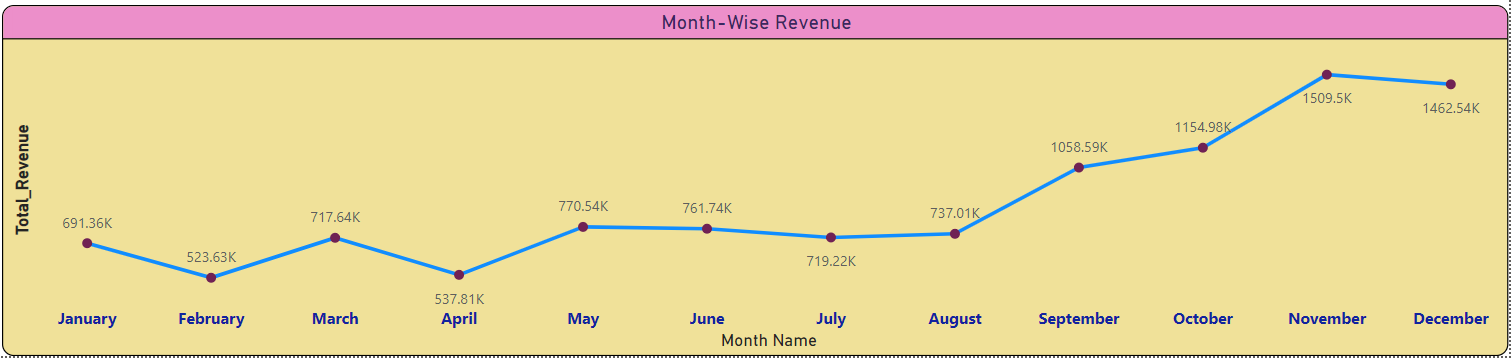 Month-Wise Revenue
Total_Revenue
691.36K
523.63K
717.64K
537.81K
770.54K
761.74K
719.22K
737.01K
1058.59K
1154.98K
1509.5K
1462.54K
January February March April May June July August September October November December
Month Name